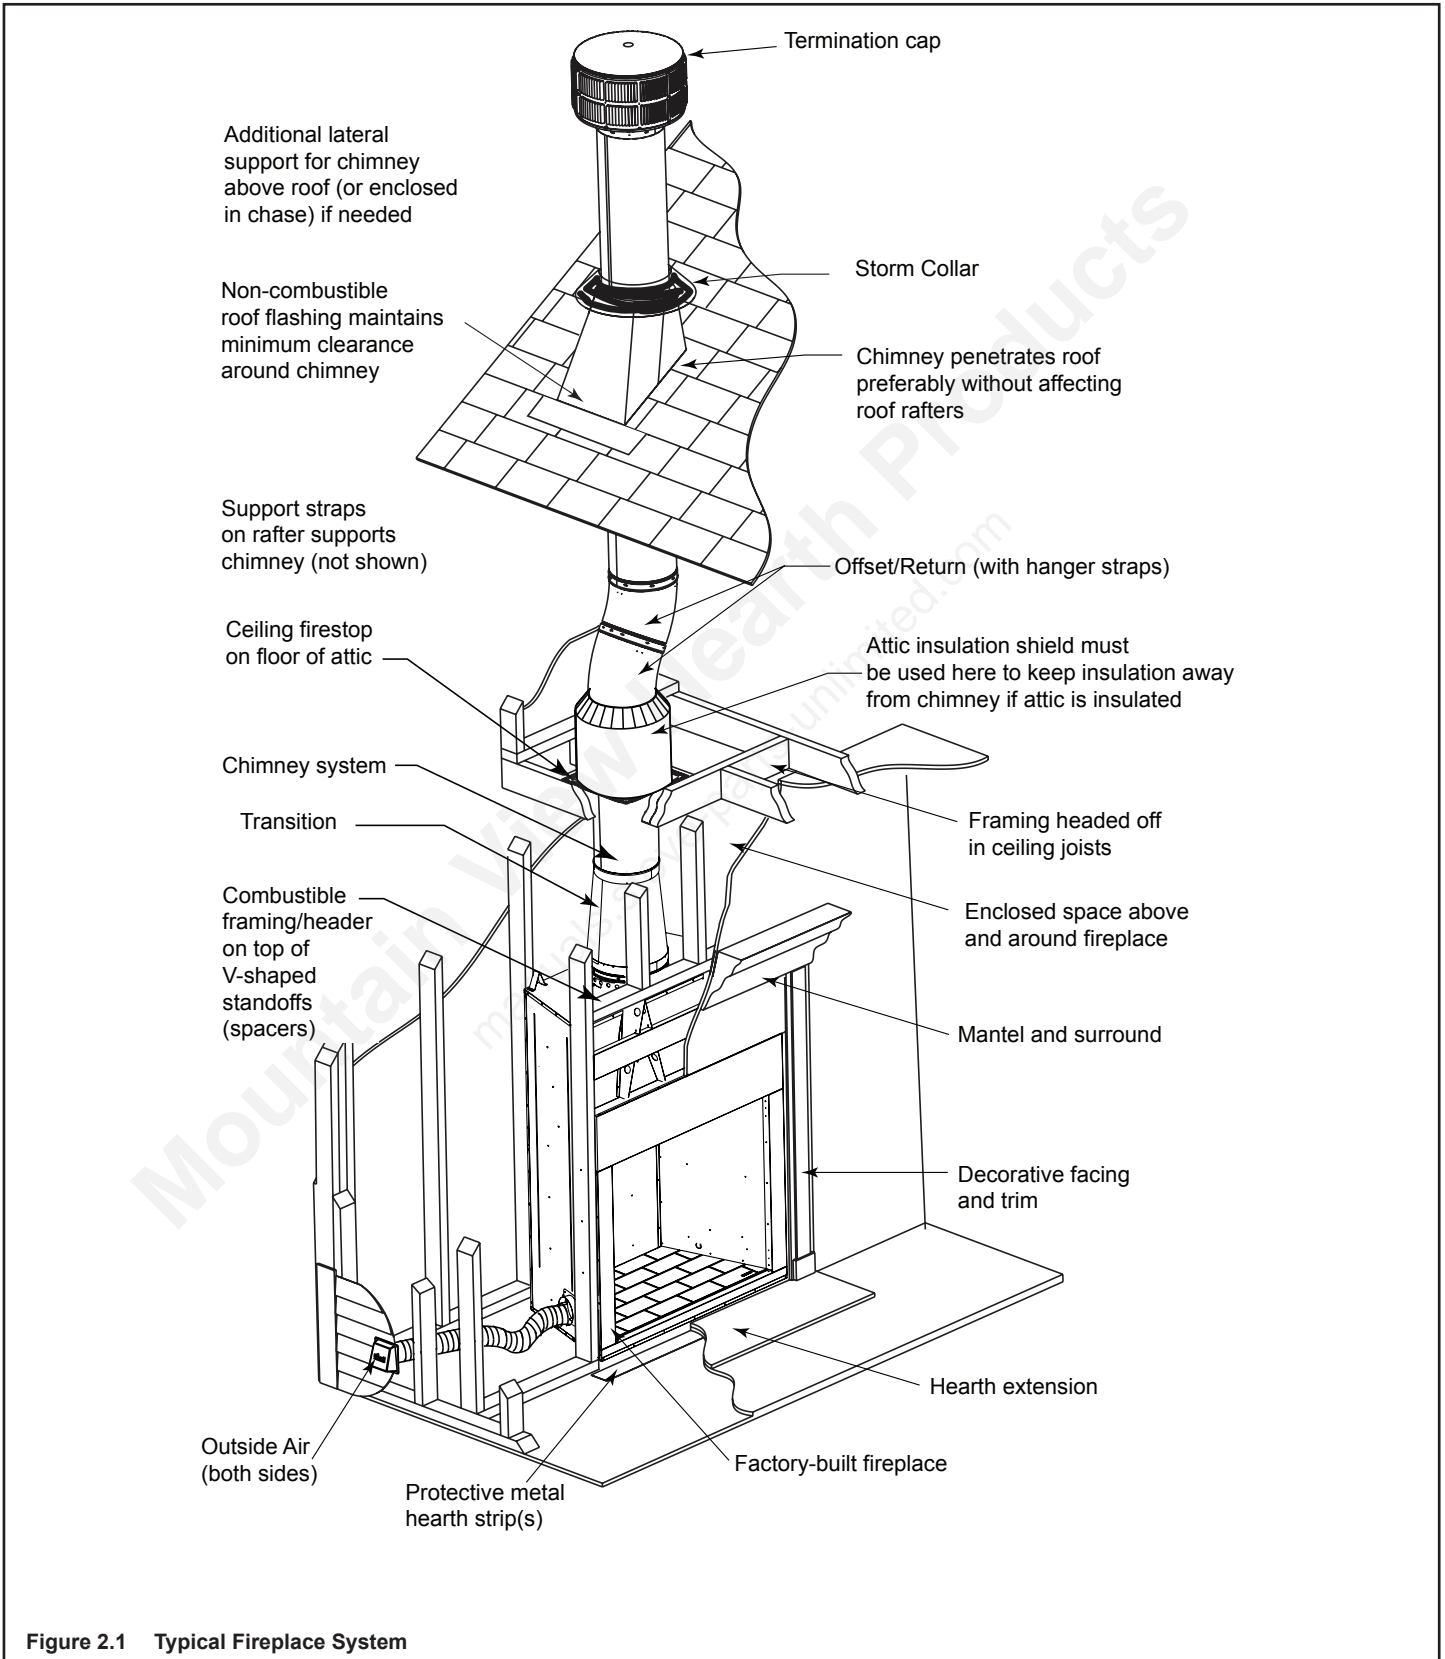 Termination cap
Additional lateral
support for chimney
above roof (or enclosed
in chase) if needed
Storm Collar
Non-combustible
roof flashing maintains
minimum clearance
around chimney
Chimney penetrates roof
preferably without affecting
roof rafters
Support straps
on rafter supports
chimney (not shown)
Offset/Return (with hanger straps)
Ceiling firestop
on floor of attic
Attic insulation shield must
be used here to keep insulation away
from chimney if attic is insulated
Chimney system
Transition
Framing headed off
in ceiling joists
Combustible
framing/header
on top of
V-shaped
standoffs
(spacers)
Enclosed space above
and around fireplace
Mantel and surround
Decorative facing
and trim
Hearth extension
Outside Air
(both sides)
Factory-built fireplace
Protective metal
hearth strip(s)
Figure 2.1 Typical Fireplace System
Mountain View Hearth Products